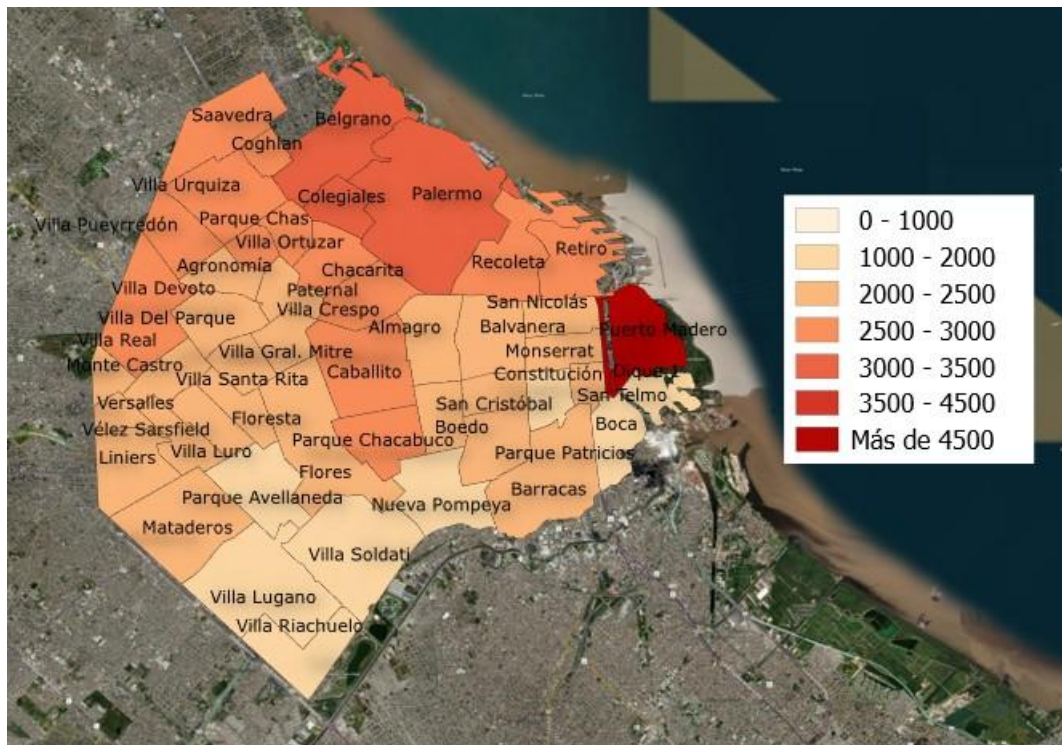 Saavedra
Belgrano
Coghlan
Villa Urquiza
Colegiales
Palermo
Villa Pueyrredón
Parque Chas
Villa Ortuzar
Retiro
Recoleta
Agronomía
Chacarita
Villa Devoto
Paternal
Villa Crespo
San Nicolás
Villa Del Parque
Almagro
Balvanera
Puerto Madero
Villa Real
Villa Gral. Mitre
Monserrat
Monte Castro
Caballito
Constitución
Dique 1
Villa Santa Rita
San Telmo
Versalles
San Cristóbal
Floresta
Boedo
Boca
Vélez Sarsfield
Parque Chacabuco
Villa Luro
Liniers
Parque Patricios
Flores
Barracas
Parque Avellaneda
Nueva Pompeya
Mataderos
Villa Soldati
Villa Lugano
Villa Riachuelo
0 - 1000
1000 - 2000
2000 - 2500
2500 - 3000
3000 - 3500
3500 - 4500
Más de 4500